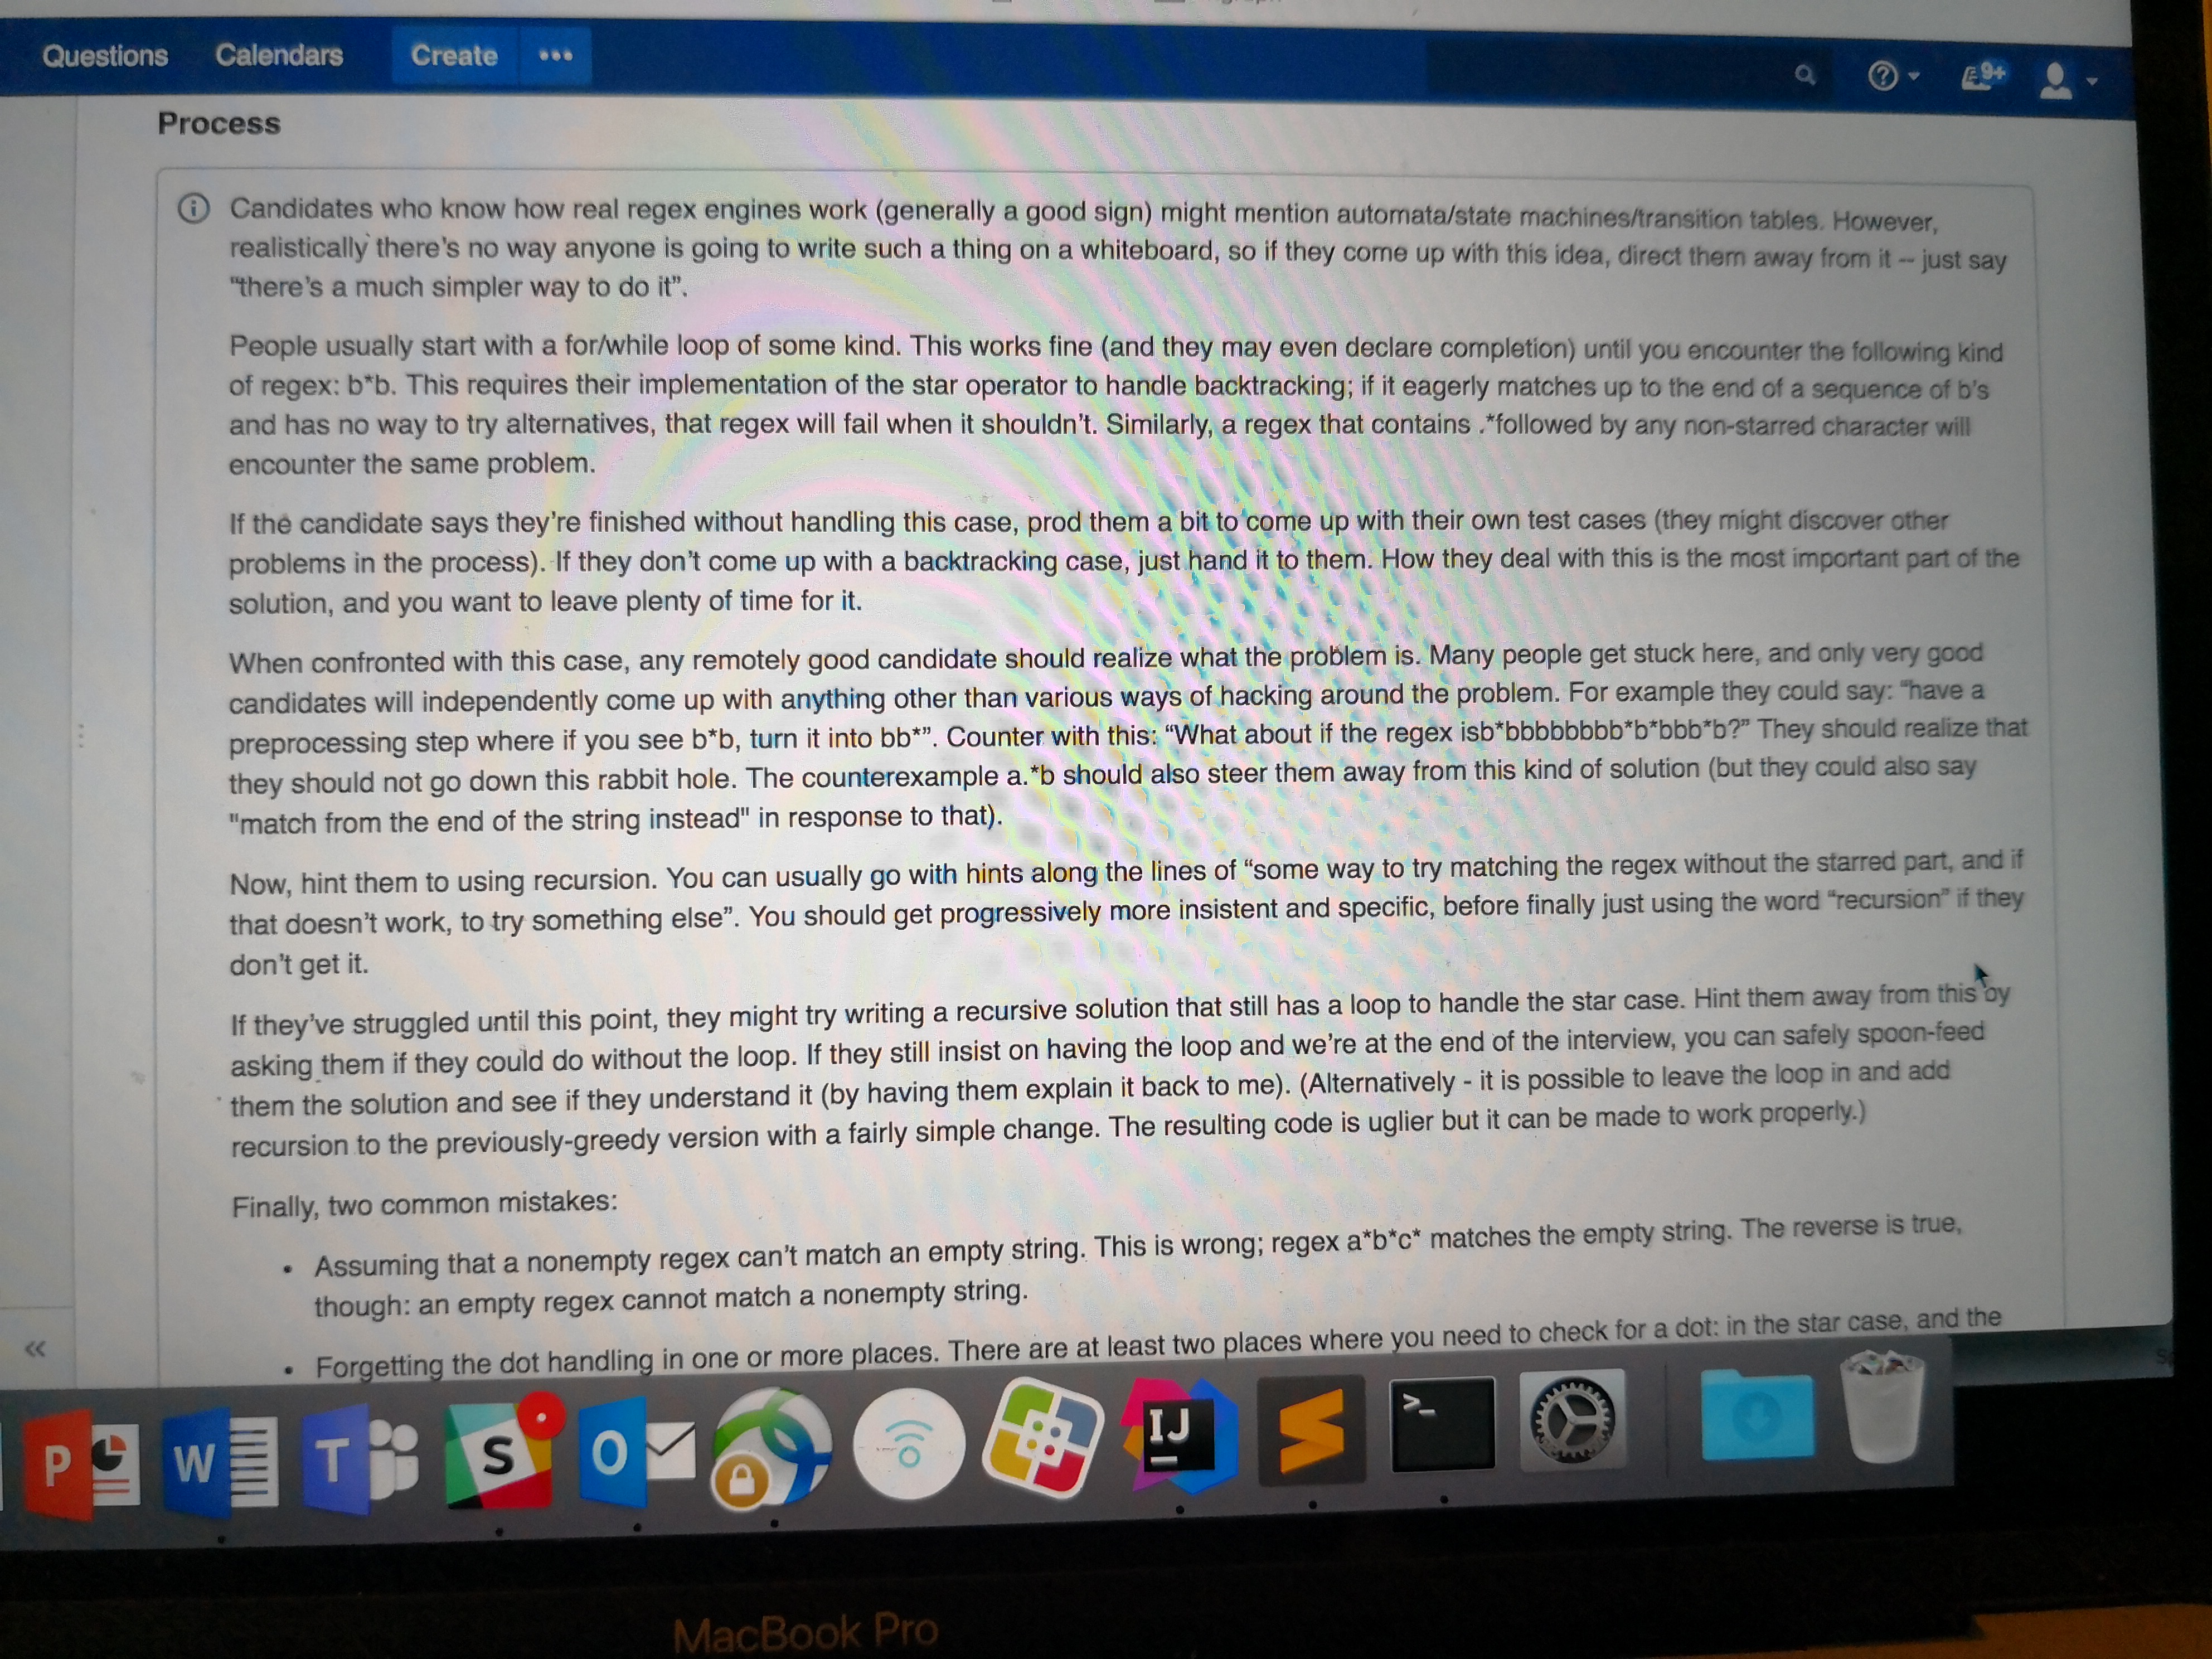 Questions Calendars Create •••
9+
Process
Candidates who know how real regex engines work (generally a good sign) might mention automata/state machines/transition tables. However,
realistically there's no way anyone is going to write such a thing on a whiteboard, so if they come up with this idea, direct them away from it -- just say
"there's a much simpler way to do it”.
People usually start with a for/while loop of some kind. This works fine (and they may even declare completion) until you encounter the following kind
of regex: b*b. This requires their implementation of the star operator to handle backtracking; if it eagerly matches up to the end of a sequence of b's
and has no way to try alternatives, that regex will fail when it shouldn't. Similarly, a regex that contains .*followed by any non-starred character will
encounter the same problem.
If the candidate says they're finished without handling this case, prod them a bit to come up with their own test cases (they might discover other
problems in the process). If they don't come up with a backtracking case, just hand it to them. How they deal with this is the most important part of the
solution, and you want to leave plenty of time for it.
When confronted with this case, any remotely good candidate should realize what the problem is. Many people get stuck here, and only very good
candidates will independently come up with anything other than various ways of hacking around the problem. For example they could say: “have a
preprocessing step where if you see b*b, turn it into bb*”. Counter with this: “What about if the regex isb*bbbbbbbb*b*bbb*b?” They should realize that
they should not go down this rabbit hole. The counterexample a.*b should also steer them away from this kind of solution (but they could also say
"match from the end of the string instead" in response to that).
Now, hint them to using recursion. You can usually go with hints along the lines of “some way to try matching the regex without the starred part, and if
that doesn't work, to try something else”. You should get progressively more insistent and specific, before finally just using the word “recursion” if they
don't get it.
If they've struggled until this point, they might try writing a recursive solution that still has a loop to handle the star case. Hint them away from this by
asking them if they could do without the loop. If they still insist on having the loop and we're at the end of the interview, you can safely spoon-feed
them the solution and see if they understand it (by having them explain it back to me). (Alternatively - it is possible to leave the loop in and add
recursion to the previously-greedy version with a fairly simple change. The resulting code is uglier but it can be made to work properly.)
Finally, two common mistakes:
• Assuming that a nonempty regex can't match an empty string. This is wrong; regex a*b*c* matches the empty string. The reverse is true,
though: an empty regex cannot match a nonempty string.
• Forgetting the dot handling in one or more places. There are at least two places where you need to check for a dot: in the star case, and the
P W T S O IJ >_
MacBook Pro